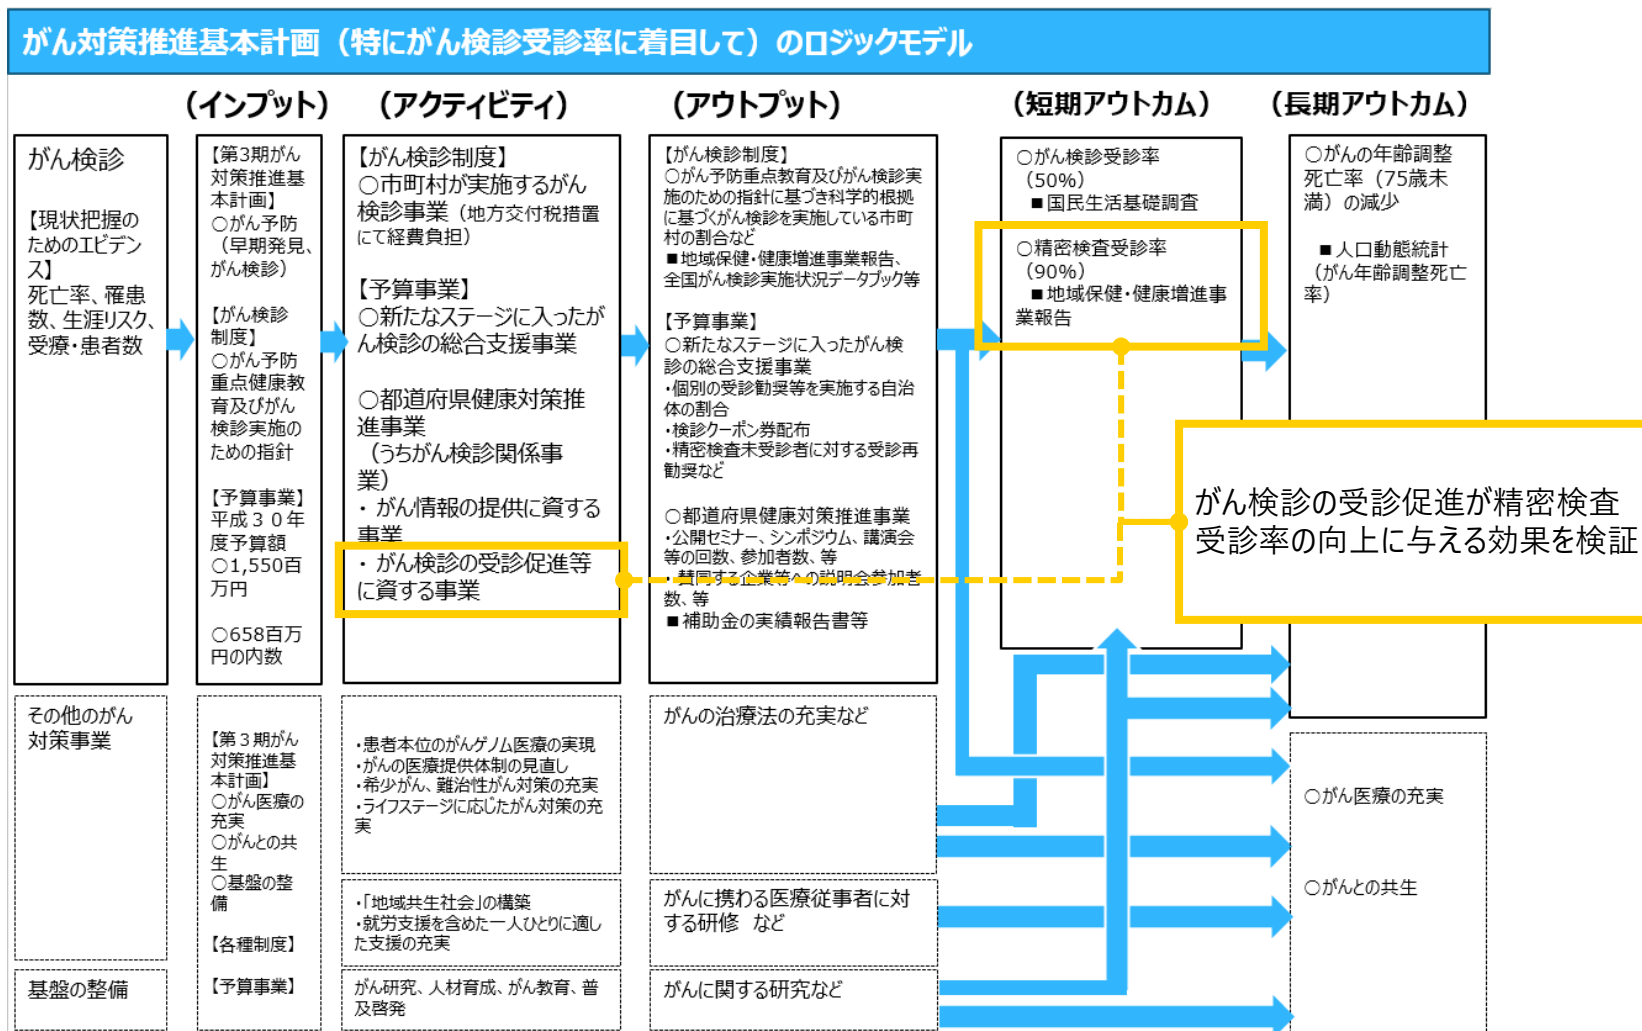 がん対策推進基本計画（特にがん検診受診率に着目して）のロジックモデル
（インプット）
（アクティビティ）
（アウトプット）
（短期アウトカム）
（長期アウトカム）
がん検診
【現状把握の
ためのエビデン
ス】
死亡率、罹患
数、生涯リスク、
受療・患者数
【第3期がん
対策推進基
本計画】
○がん予防
（早期発見、
がん検診）
【がん検診
制度】
○がん予防
重点健康教
育及びがん
検診実施の
ための指針
【予算事業】
平成３０年
度予算額
○1,550百
万円
○658百万
円の内数
【がん検診制度】
○市町村が実施するがん
検診事業（地方交付税措置
にて経費負担）
【予算事業】
○新たなステージに入ったが
ん検診の総合支援事業
○都道府県健康対策推
進事業
（うちがん検診関係事
業）
・がん情報の提供に資する
事業
・がん検診の受診促進等
に資する事業
【がん検診制度】
○がん予防重点教育及びがん検診実
施のための指針に基づき科学的根拠
に基づくがん検診を実施している市町
村の割合など
■地域保健・健康増進事業報告、
全国がん検診実施状況データブック等
【予算事業】
○新たなステージに入ったがん検
診の総合支援事業
・個別の受診勧奨等を実施する自治
体の割合
・検診クーポン券配布
・精密検査未受診者に対する受診再
勧奨など
○都道府県健康対策推進事業
・公開セミナー、シンポジウム、講演会
等の回数、参加者数、等
・賛同する企業等への説明会参加者
数、等
■補助金の実績報告書等
○がん検診受診率
（50%）
■国民生活基礎調査
○精密検査受診率
（90%）
■地域保健・健康増進事
業報告
○がんの年齢調整
死亡率（75歳未
満）の減少
■人口動態統計
（がん年齢調整死亡
率）
がん検診の受診促進が精密検査
受診率の向上に与える効果を検証
その他のがん
対策事業
【第３期がん
対策推進基
本計画】
○がん医療の
充実
○がんとの共
生
○基盤の整
備
【各種制度】
【予算事業】
・患者本位のがんゲノム医療の実現
・がんの医療提供体制の見直し
・希少がん、難治性がん対策の充実
・ライフステージに応じたがん対策の充
実
がんの治療法の充実など
・「地域共生社会」の構築
・就労支援を含めた一人ひとりに適し
た支援の充実
がんに携わる医療従事者に対
する研修 など
○がん医療の充実
○がんとの共生
基盤の整備
がん研究、人材育成、がん教育、普
及啓発
がんに関する研究など